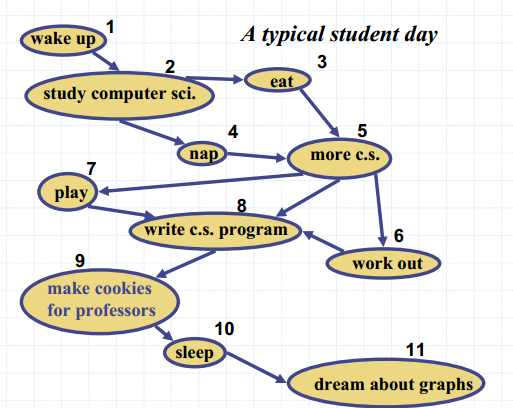 A typical student day
wake up
1
study computer sci.
2
eat
3
nap
4
more c.s.
5
work out
6
play
7
write c.s. program
8
make cookies
for professors
9
sleep
10
dream about graphs
11